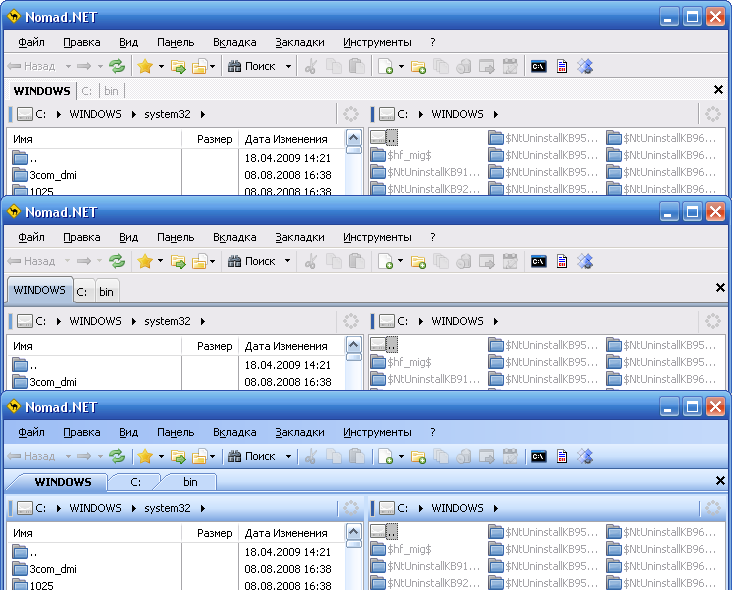 Nomad.NET
Файл Правка Вид Панель Вкладка Закладки Инструменты ?
Назад Поиск C:\
WINDOWS C: bin
C: WINDOWS system32 C: WINDOWS
Имя Размер Дата Изменения .. $NtUninstallKB95... $NtUninstallKB96...
.. 18.04.2009 14:21 $hf_mig$ $NtUninstallKB95... $NtUninstallKB96...
3com_dmi 08.08.2008 16:38 $NtUninstallKB91... $NtUninstallKB95... $NtUninstallKB96...
1025 08.08.2008 16:38 $NtUninstallKB92... $NtUninstallKB95... $NtUninstallKB96...
Nomad.NET
Файл Правка Вид Панель Вкладка Закладки Инструменты ?
Назад Поиск C:\
WINDOWS C: bin
C: WINDOWS system32 C: WINDOWS
Имя Размер Дата Изменения .. $NtUninstallKB95... $NtUninstallKB96...
.. 18.04.2009 14:21 $hf_mig$ $NtUninstallKB95... $NtUninstallKB96...
3com_dmi 08.08.2008 16:38 $NtUninstallKB91... $NtUninstallKB95... $NtUninstallKB96...
Nomad.NET
Файл Правка Вид Панель Вкладка Закладки Инструменты ?
Назад Поиск C:\
WINDOWS C: bin
C: WINDOWS system32 C: WINDOWS
Имя Размер Дата Изменения .. $NtUninstallKB95... $NtUninstallKB96...
.. 18.04.2009 14:21 $hf_mig$ $NtUninstallKB95... $NtUninstallKB96...
3com_dmi 08.08.2008 16:38 $NtUninstallKB91... $NtUninstallKB95... $NtUninstallKB96...
1025 08.08.2008 16:38 $NtUninstallKB92... $NtUninstallKB95... $NtUninstallKB96...